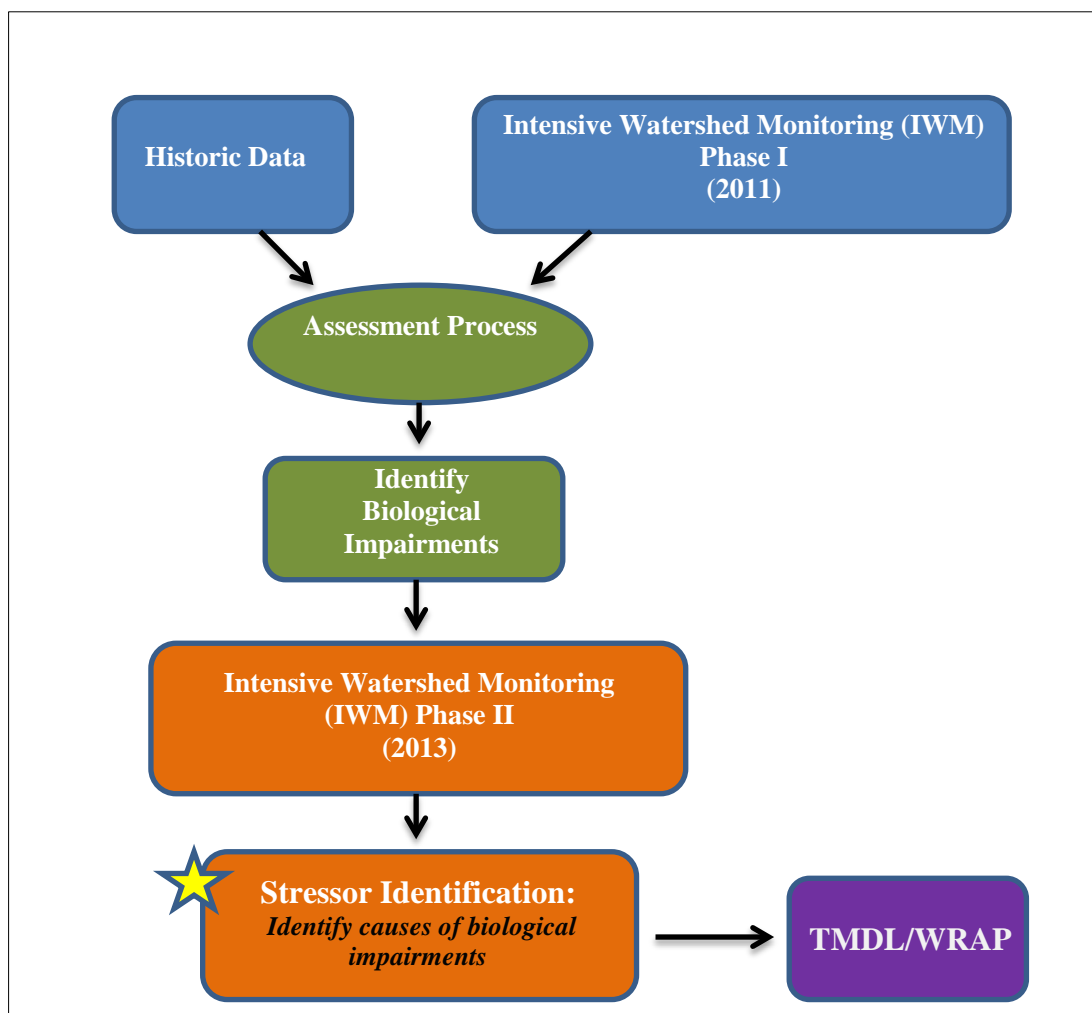 Historic Data
Intensive Watershed Monitoring (IWM)
Phase I
(2011)
Assessment Process
Identify
Biological
Impairments
Intensive Watershed Monitoring
(IWM) Phase II
(2013)
Stressor Identification:
Identify causes of biological
impairments
TMDL/WRAP